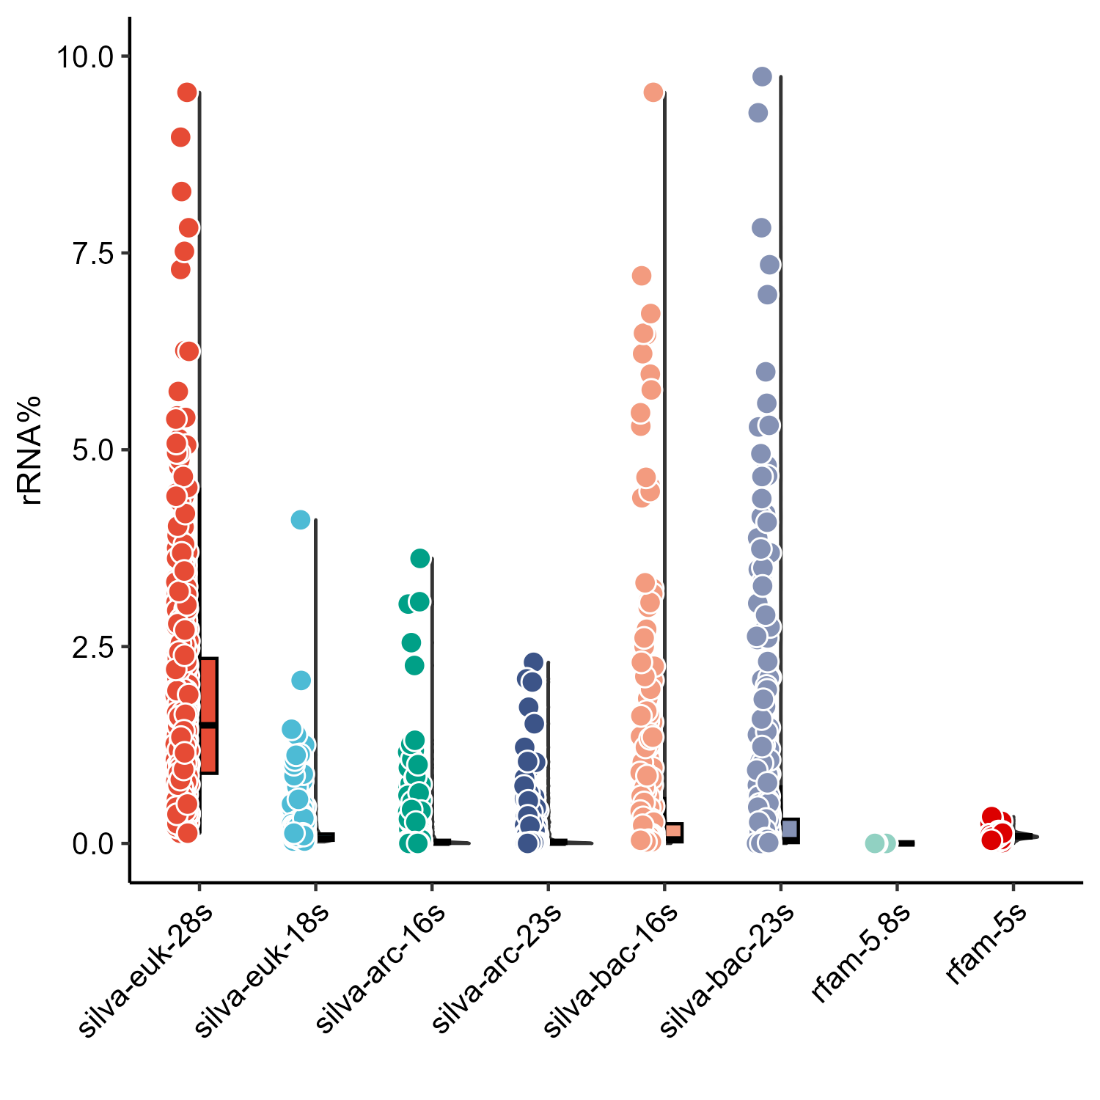 rRNA%
10.0
7.5
5.0
2.5
0.0
silva-euk-28s
silva-euk-18s
silva-arc-16s
silva-arc-23s
silva-bac-16s
silva-bac-23s
rfam-5.8s
rfam-5s